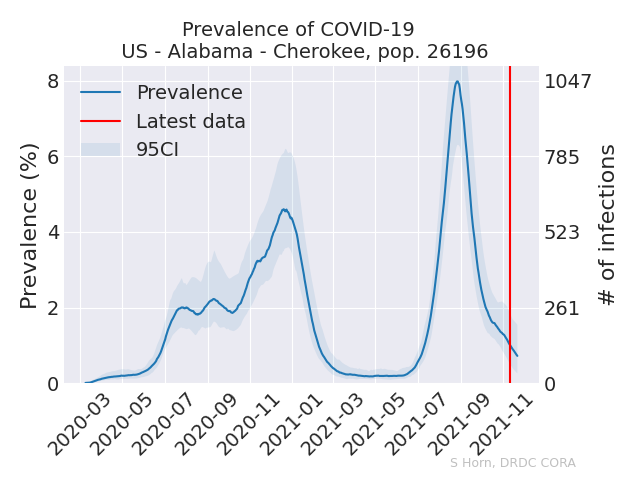 Prevalence of COVID-19
US - Alabama - Cherokee, pop. 26196
Prevalence
Latest data
95CI
Prevalence (%)
8
6
4
2
0
1047
785
523
261
0
# of infections
2020-03
2020-05
2020-07
2020-09
2020-11
2021-01
2021-03
2021-05
2021-07
2021-09
2021-11
S Horn, DRDC CORA